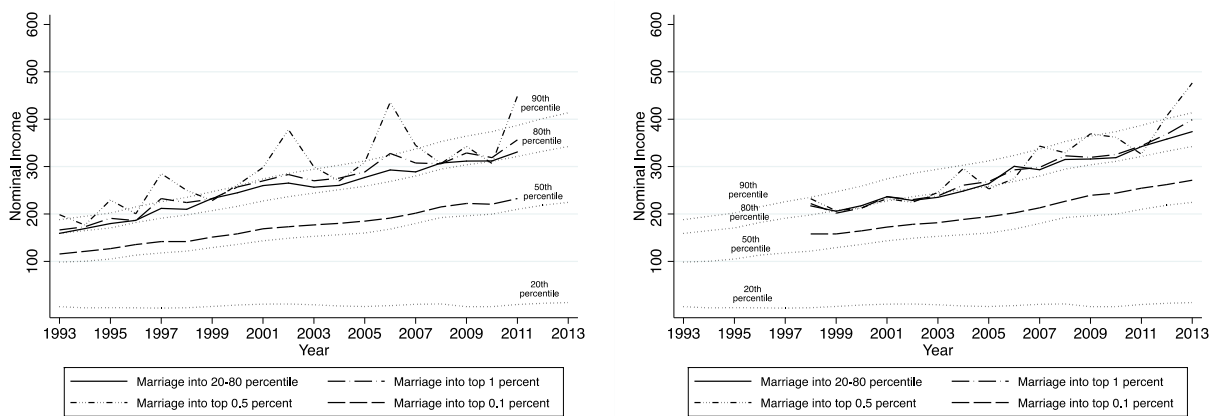 600
500
400
300
200
100
Nominal Income
90th
percentile
80th
percentile
50th
percentile
20th
percentile
1993 1995 1997 1999 2001 2003 2005 2007 2009 2011 2013
Year
Marriage into 20-80 percentile
Marriage into top 1 percent
Marriage into top 0.5 percent
Marriage into top 0.1 percent
600
500
400
300
200
100
Nominal Income
90th
percentile
80th
percentile
50th
percentile
20th
percentile
1993 1995 1997 1999 2001 2003 2005 2007 2009 2011 2013
Year
Marriage into 20-80 percentile
Marriage into top 1 percent
Marriage into top 0.5 percent
Marriage into top 0.1 percent